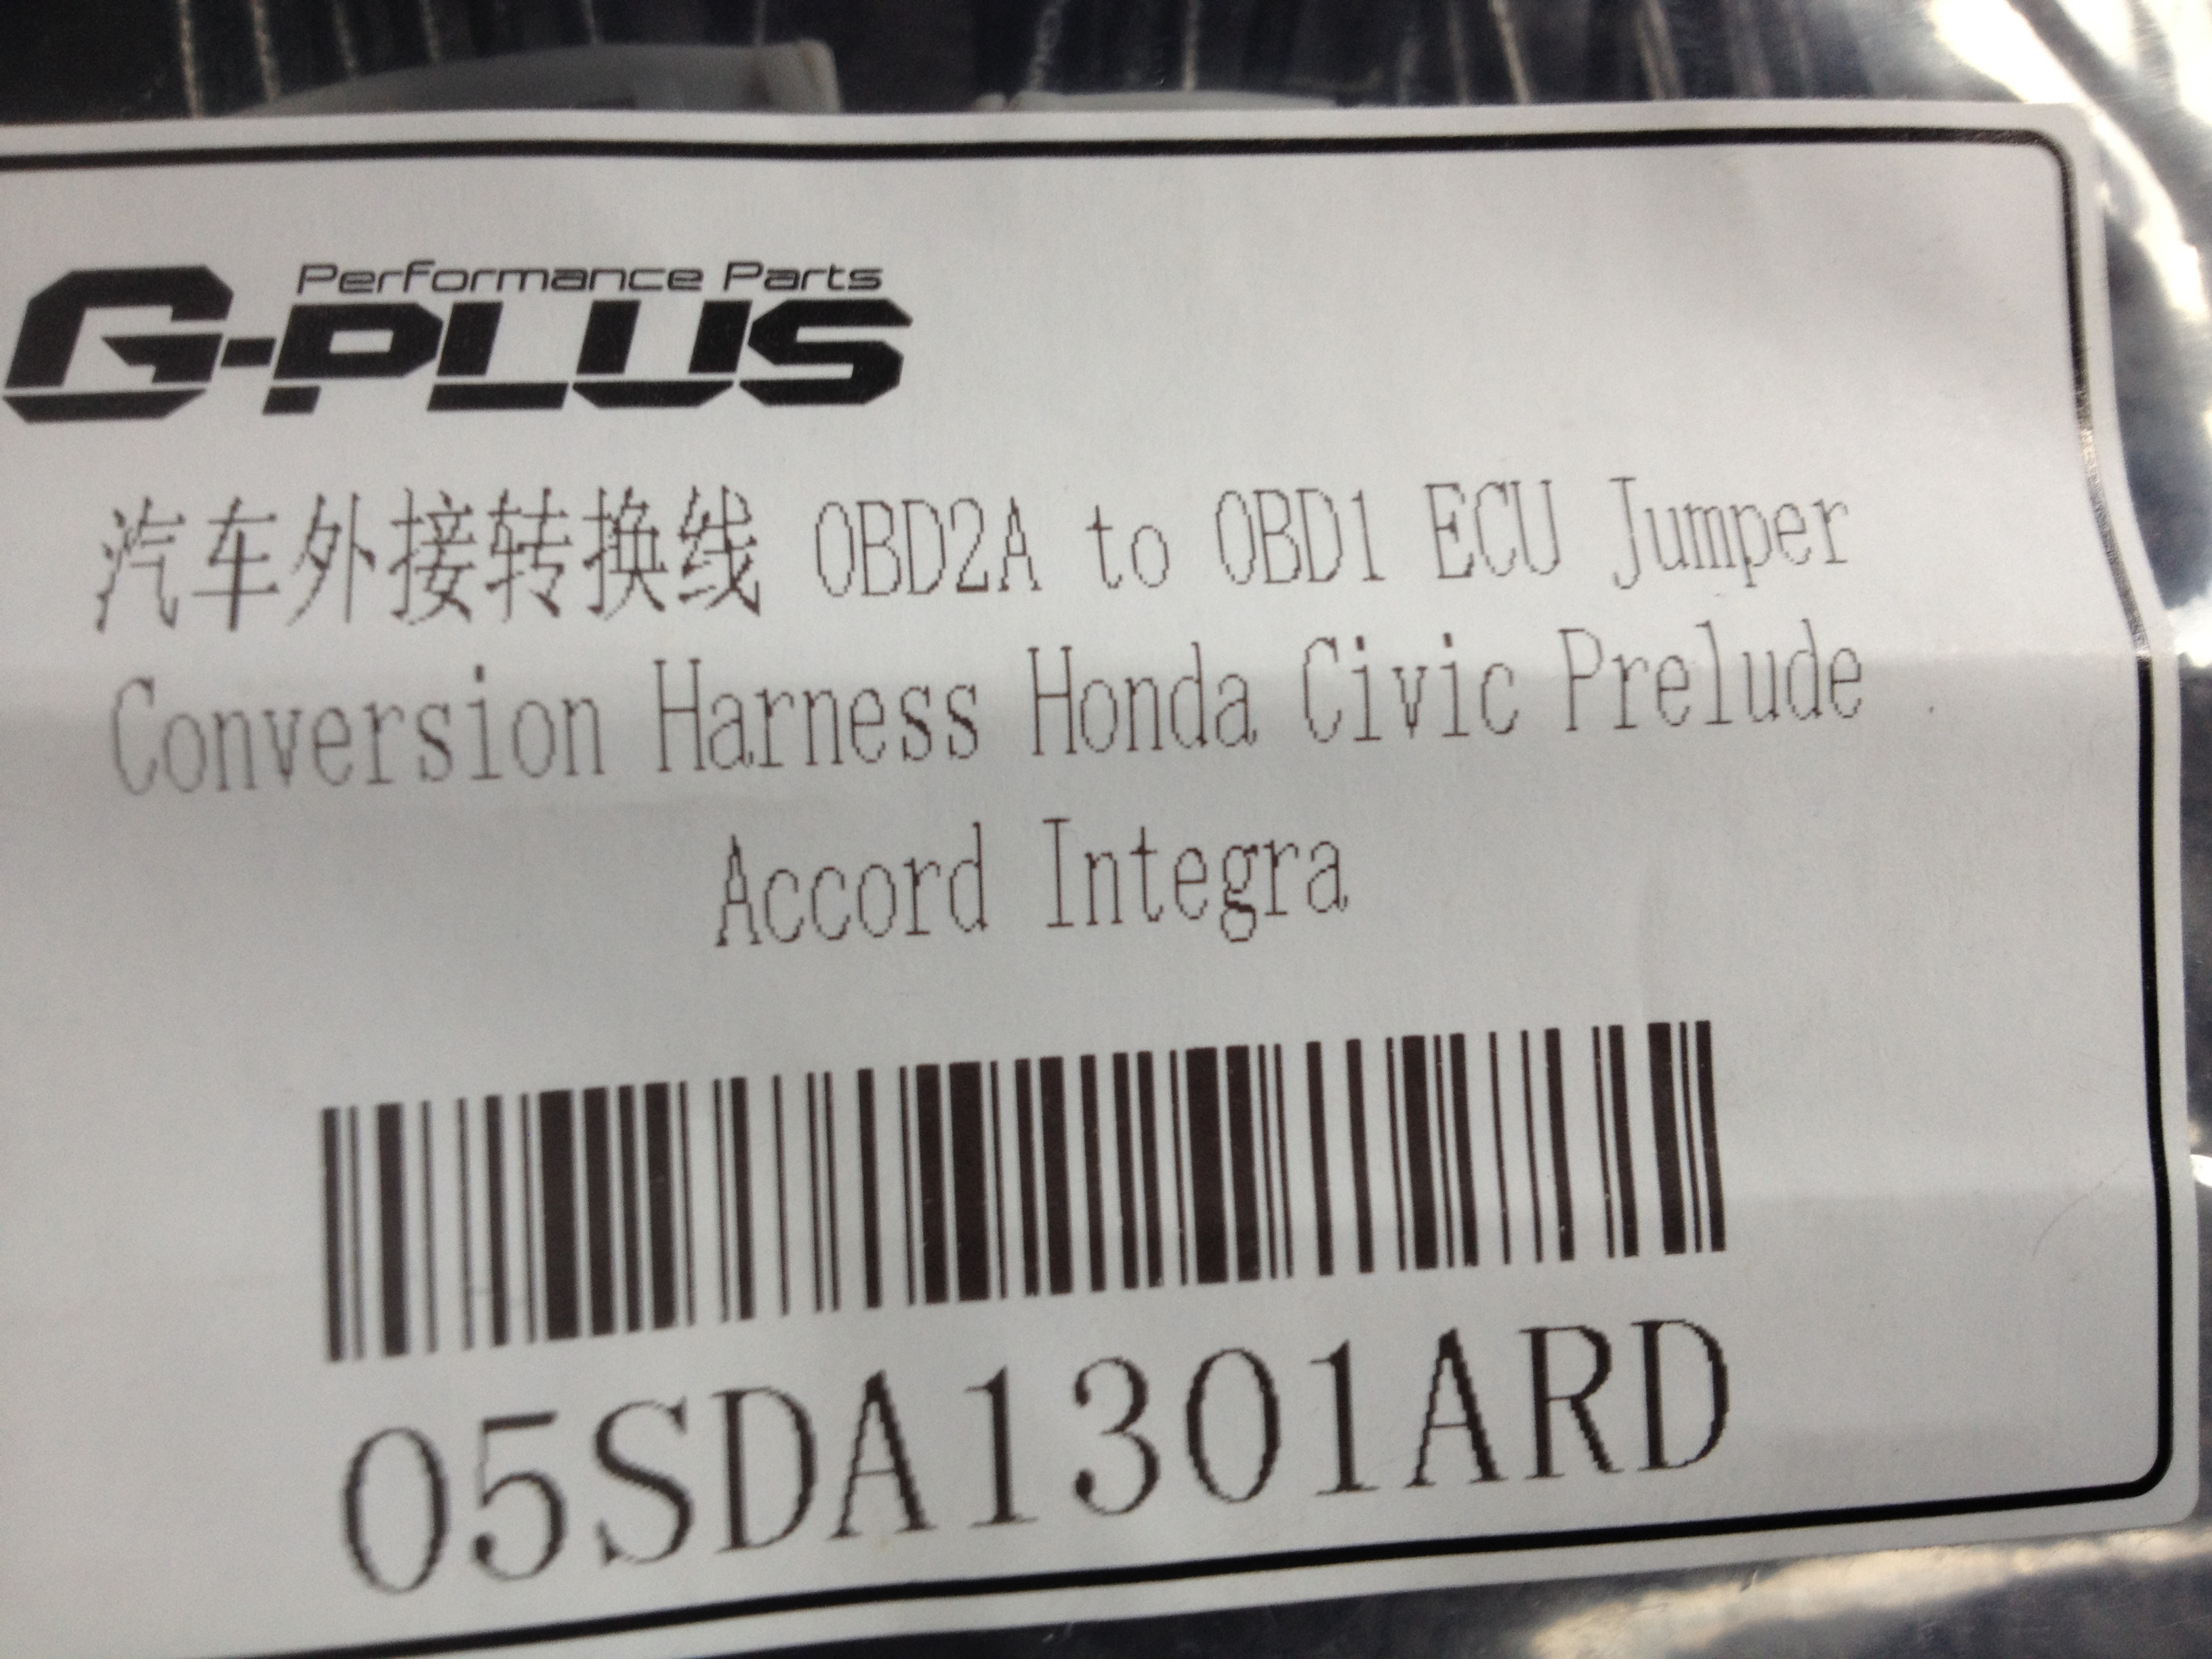 Performance Parts
G-PLUS
汽车外接转换线 OBD2A to OBD1 ECU Jumper
Conversion Harness Honda Civic Prelude
Accord Integra
05SDA1301ARD